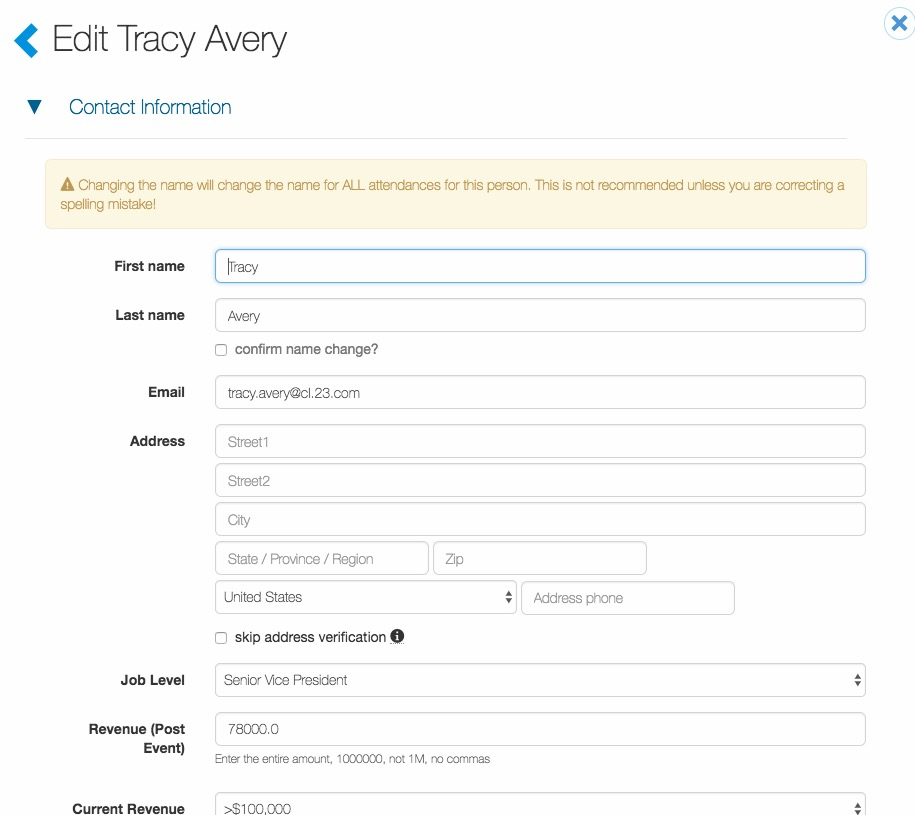 Edit Tracy Avery
Contact Information
Changing the name will change the name for ALL attendances for this person. This is not recommended unless you are correcting a
spelling mistake!
First name
Tracy
Last name
Avery
confirm name change?
Email
tracy.avery@cl.23.com
Address
Street1
Street2
City
State / Province / Region
Zip
United States
Address phone
skip address verification
Job Level
Senior Vice President
Revenue (Post
Event)
78000.0
Enter the entire amount, 1000000, not 1M, no commas
Current Revenue
>$100,000